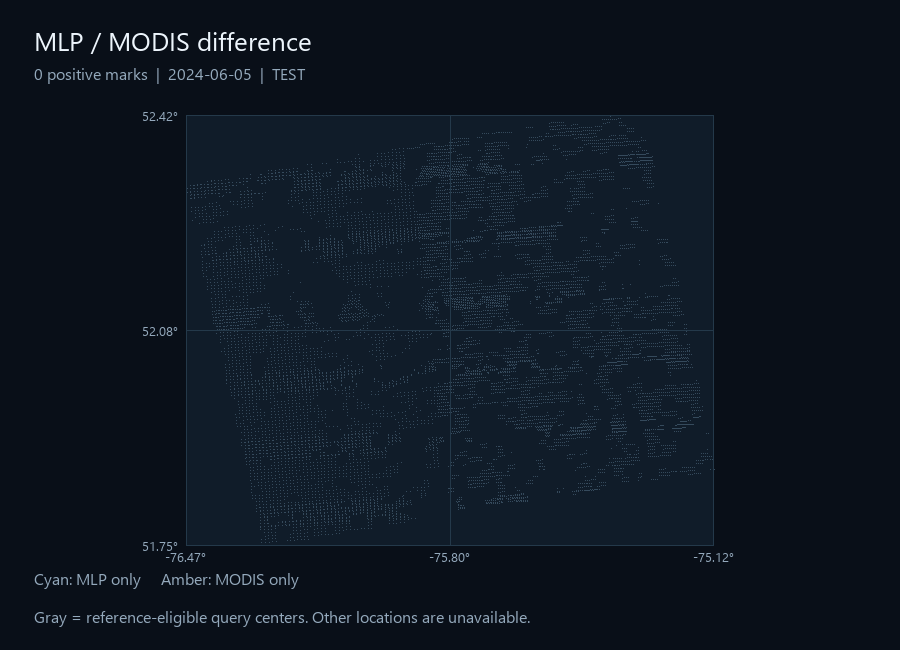 MLP / MODIS difference
0 positive marks | 2024-06-05 | TEST
52.42°
52.08°
51.75°
-76.47° -75.80° -75.12°
Cyan: MLP only Amber: MODIS only
Gray = reference-eligible query centers. Other locations are unavailable.